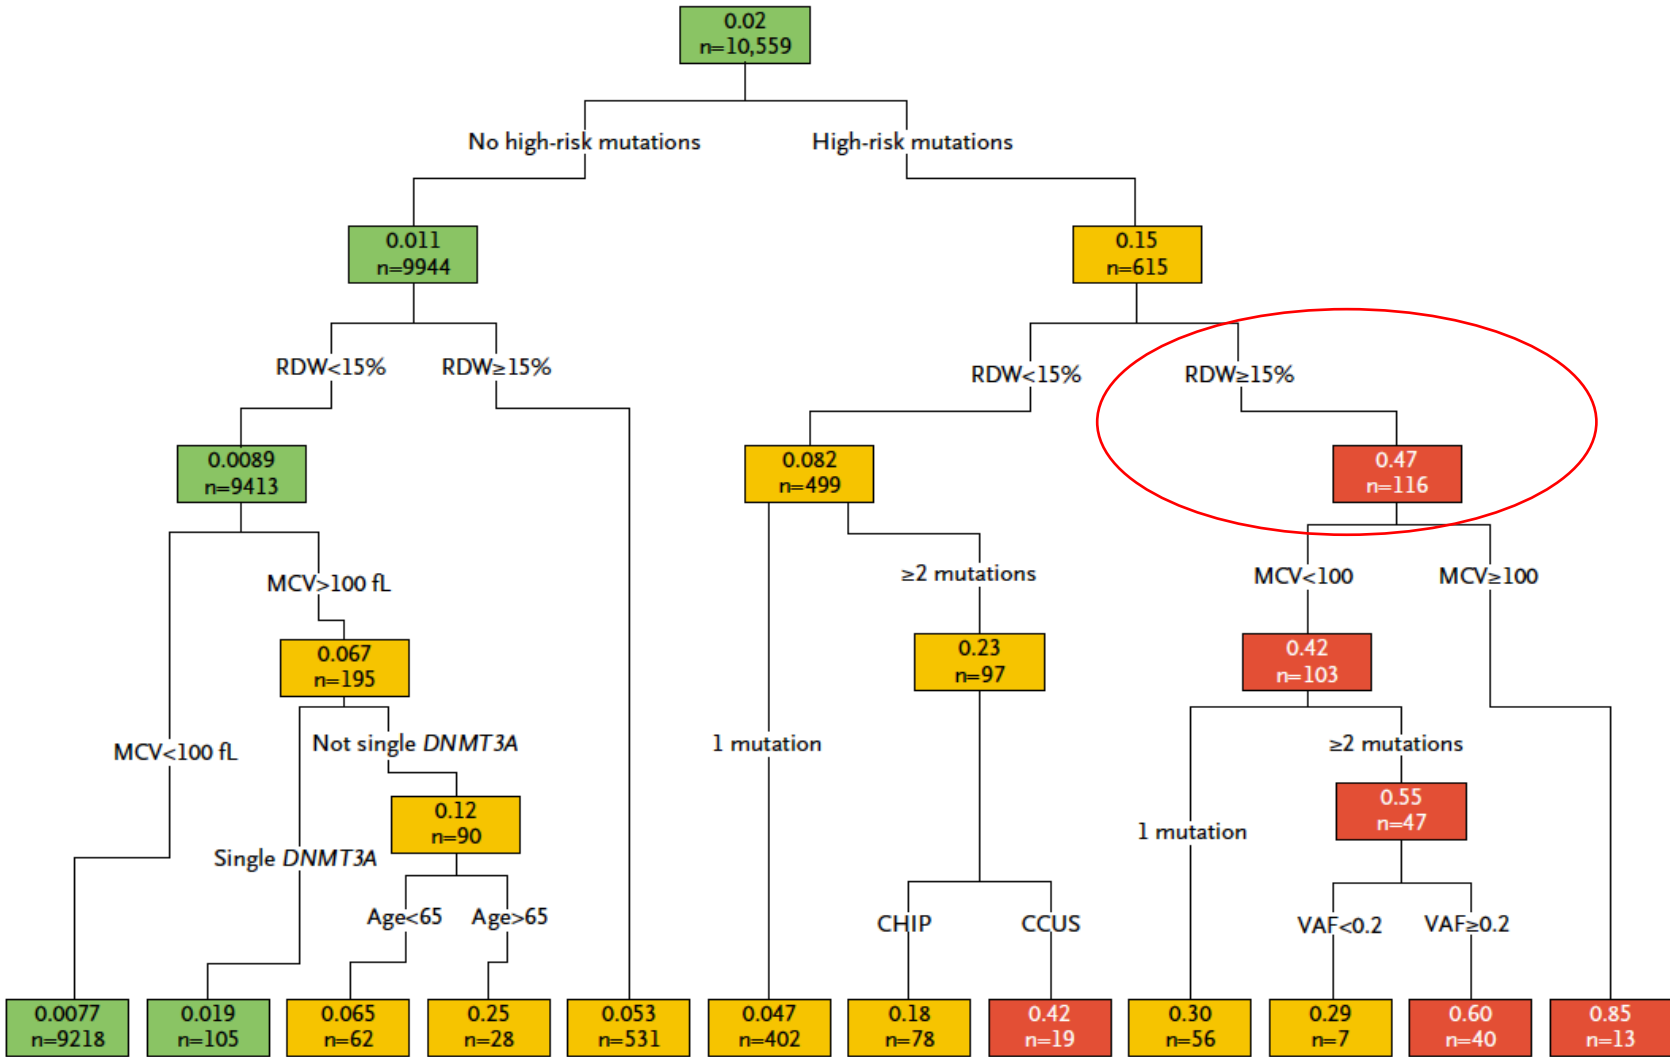 0.02
n=10,559
No high-risk mutations
High-risk mutations
0.011
n=9944
0.15
n=615
RDW<15%
RDW≥15%
RDW<15%
RDW≥15%
0.0089
n=9413
0.082
n=499
0.47
n=116
MCV>100 fL
≥2 mutations
MCV<100
MCV≥100
0.067
n=195
0.23
n=97
0.42
n=103
MCV<100 fL
Not single DNMT3A
1 mutation
≥2 mutations
0.12
n=90
0.55
n=47
Single DNMT3A
1 mutation
Age<65
Age>65
CHIP
CCUS
VAF<0.2
VAF≥0.2
0.0077
n=9218
0.019
n=105
0.065
n=62
0.25
n=28
0.053
n=531
0.047
n=402
0.18
n=78
0.42
n=19
0.30
n=56
0.29
n=7
0.60
n=40
0.85
n=13